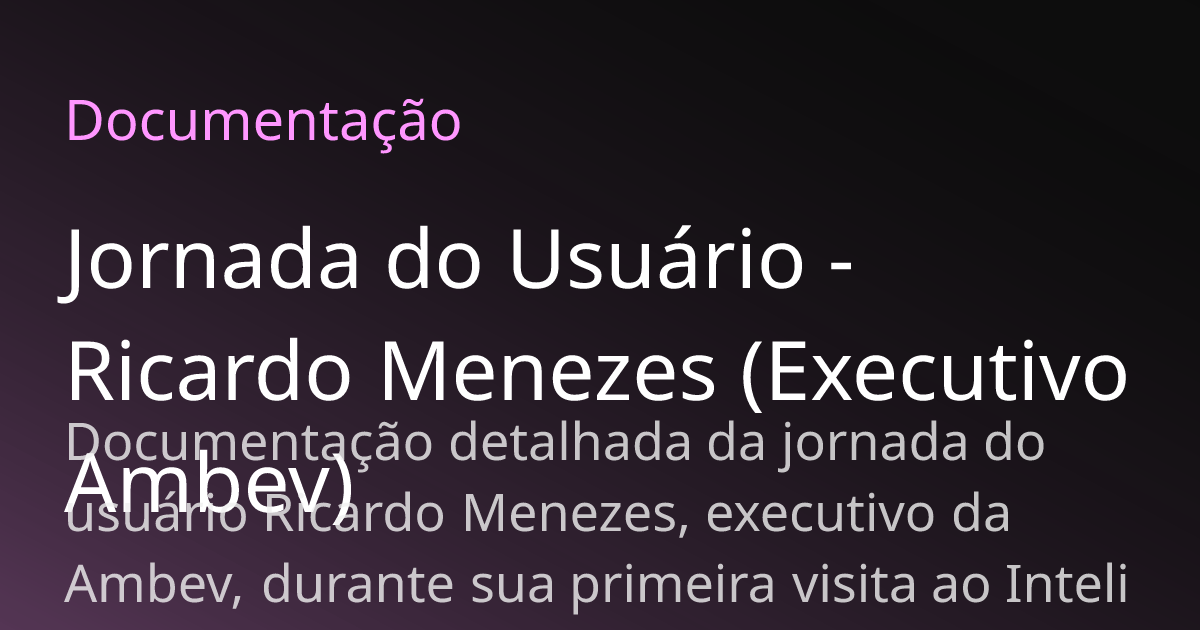 Documentação
Jornada do Usuário -
Ricardo Menezes (Executivo
Ambev)
Documentação detalhada da jornada do
usuário Ricardo Menezes, executivo da
Ambev, durante sua primeira visita ao Inteli